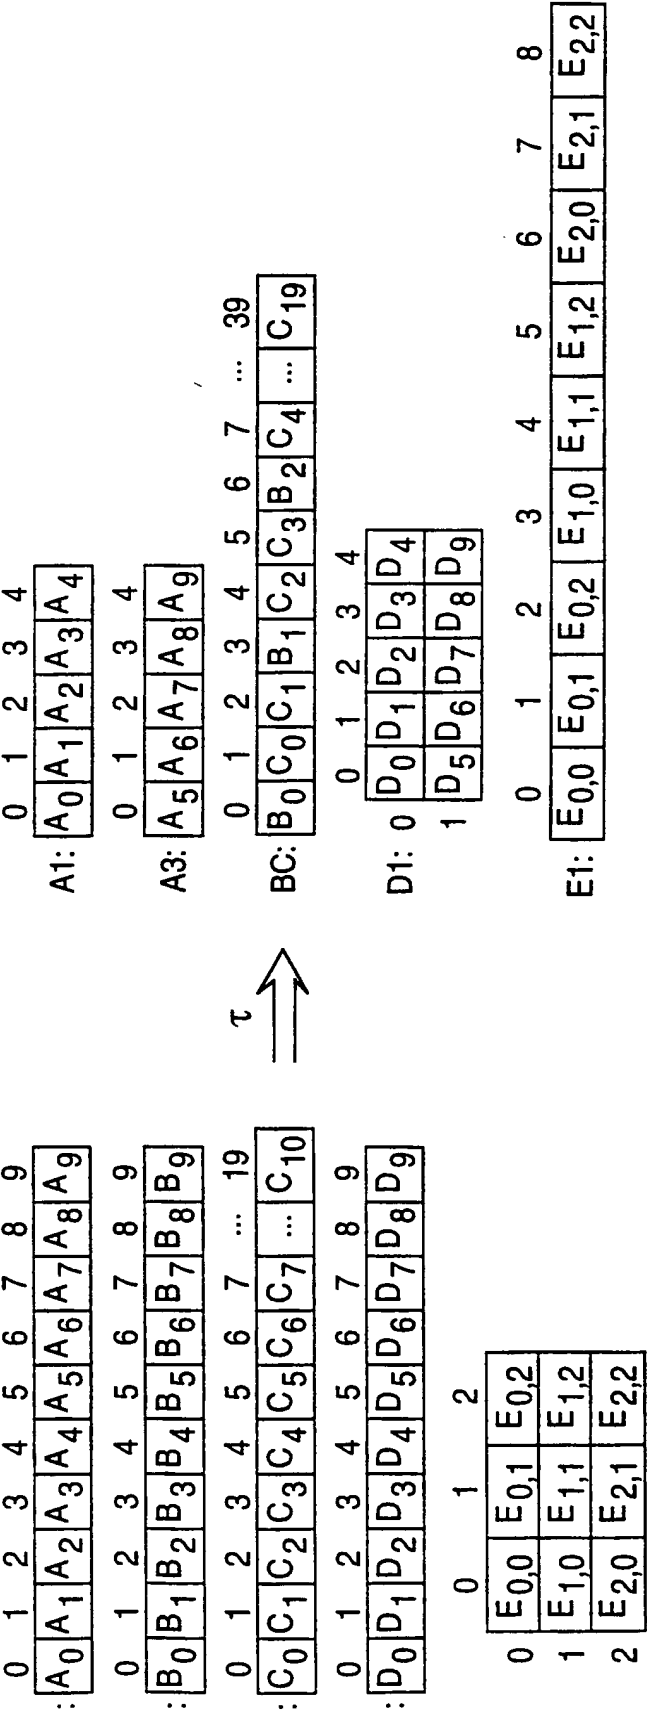 0 1 2 3 4 5 6 7 8 9
: A0 A1 A2 A3 A4 A5 A6 A7 A8 A9
0 1 2 3 4 5 6 7 8 9
: B0 B1 B2 B3 B4 B5 B6 B7 B8 B9
0 1 2 3 4 5 6 7 ... 19
: C0 C1 C2 C3 C4 C5 C6 C7 ... C10
0 1 2 3 4 5 6 7 8 9
: D0 D1 D2 D3 D4 D5 D6 D7 D8 D9
0 1 2
0 E0,0 E0,1 E0,2
1 E1,0 E1,1 E1,2
2 E2,0 E2,1 E2,2
τ
0 1 2 3 4
A1: A0 A1 A2 A3 A4
0 1 2 3 4
A3: A5 A6 A7 A8 A9
0 1 2 3 4 5 6 7 ... 39
BC: B0 C0 C1 B1 C2 C3 B2 C4 ... C19
0 1 2 3 4
D1: 0 D0 D1 D2 D3 D4
1 D5 D6 D7 D8 D9
0 1 2 3 4 5 6 7 8
E1: E0,0 E0,1 E0,2 E1,0 E1,1 E1,2 E2,0 E2,1 E2,2